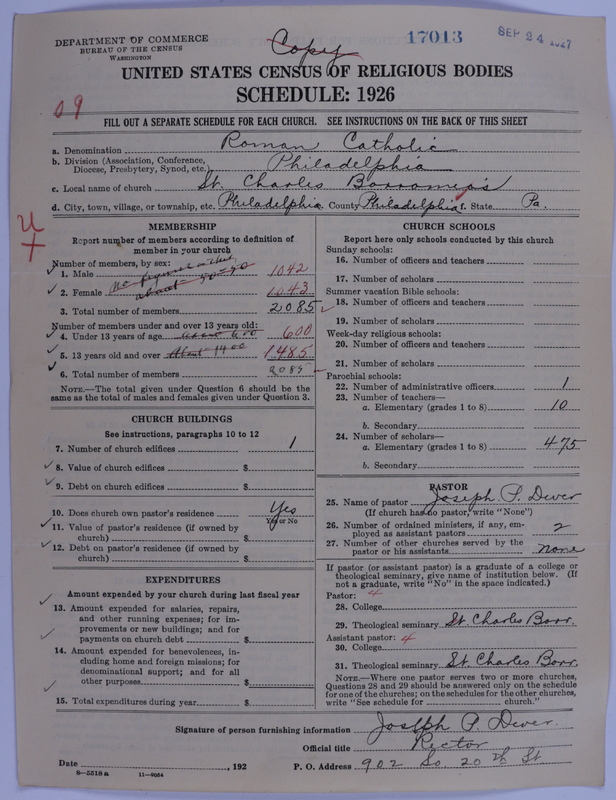 DEPARTMENT OF COMMERCE
BUREAU OF THE CENSUS
WASHINGTON
Copy
17013
SEP 24 1927
UNITED STATES CENSUS OF RELIGIOUS BODIES
SCHEDULE: 1926
09
FILL OUT A SEPARATE SCHEDULE FOR EACH CHURCH. SEE INSTRUCTIONS ON THE BACK OF THIS SHEET
a. Denomination Roman Catholic
b. Division (Association, Conference, Diocese, Presbytery, Synod, etc.) Philadelphia
c. Local name of church St. Charles Borromeo's
d. City, town, village, or township, etc. Philadelphia e. County Philadelphia f. State Pa.
U
+
MEMBERSHIP
Report number of members according to definition of
member in your church
Number of members, by sex:
1. Male 1042
no figures
about 50-50
2. Female 1043
3. Total number of members 2085
Number of members under and over 13 years old:
4. Under 13 years of age about 600 600
5. 13 years old and over About 1400 1485
6. Total number of members 2085
NOTE.—The total given under Question 6 should be
same as the total of males and females given under Question 3.
CHURCH BUILDINGS
See instructions, paragraphs 10 to 12
7. Number of church edifices 1
8. Value of church edifices $
9. Debt on church edifices $
10. Does church own pastor's residence Yes
Yes or No
11. Value of pastor's residence (if owned by
church) $
12. Debt on pastor's residence (if owned by
church) $
EXPENDITURES
Amount expended by your church during last fiscal year
13. Amount expended for salaries, repairs,
and other running expenses; for im-
provements or new buildings; and for
payments on church debt $
14. Amount expended for benevolences, in-
cluding home and foreign missions; for
denominational support; and for all
other purposes $
15. Total expenditures during year $
CHURCH SCHOOLS
Report here only schools conducted by this church
Sunday schools:
16. Number of officers and teachers
17. Number of scholars
Summer vacation Bible schools:
18. Number of officers and teachers
19. Number of scholars
Week-day religious schools:
20. Number of officers and teachers
21. Number of scholars
Parochial schools:
22. Number of administrative officers 1
23. Number of teachers—
a. Elementary (grades 1 to 8) 10
b. Secondary
24. Number of scholars—
a. Elementary (grades 1 to 8) 475
b. Secondary
PASTOR
25. Name of pastor Joseph P. Dever
(If church has no pastor, write "None")
26. Number of ordained ministers, if any, em-
ployed as assistant pastors 2
27. Number of other churches served by the
pastor or his assistants none
If pastor (or assistant pastor) is a graduate of a college or
theological seminary, give name of institution below. (If
not a graduate, write "No" in the space indicated.)
Pastor: 4
28. College
29. Theological seminary St Charles Borr.
Assistant pastor: 4
30. College
31. Theological seminary St. Charles Borr.
NOTE.—Where one pastor serves two or more churches,
Questions 28 and 29 should be answered only on the schedule
for one of the churches; on the schedules for the other churches,
write "See schedule for church."
Signature of person furnishing information Joseph P. Dever.
Official title Rector
Date , 192 P. O. Address 902 So. 20th St
8—5518a 11—9064